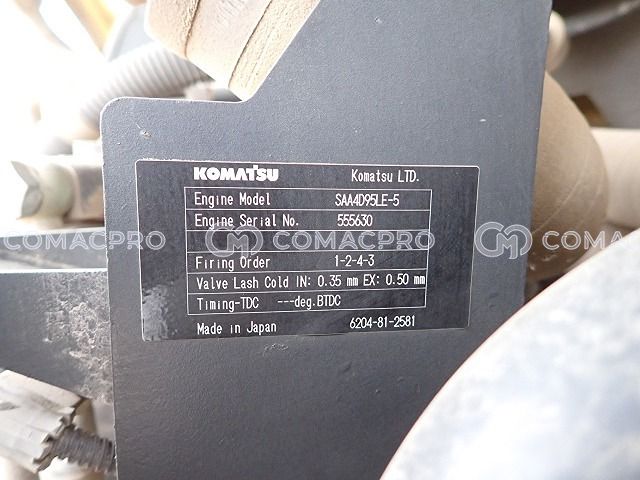 KOMATSU Komatsu LTD.
Engine Model SAA4D95LE-5
Engine Serial No. 555630
COMACPRO COMACPRO COMACPRO
Firing Order 1-2-4-3
Valve Lash Cold IN: 0.35 mm EX: 0.50 mm
Timing-TDC ---deg.BTDC
Made in Japan 6204-81-2581